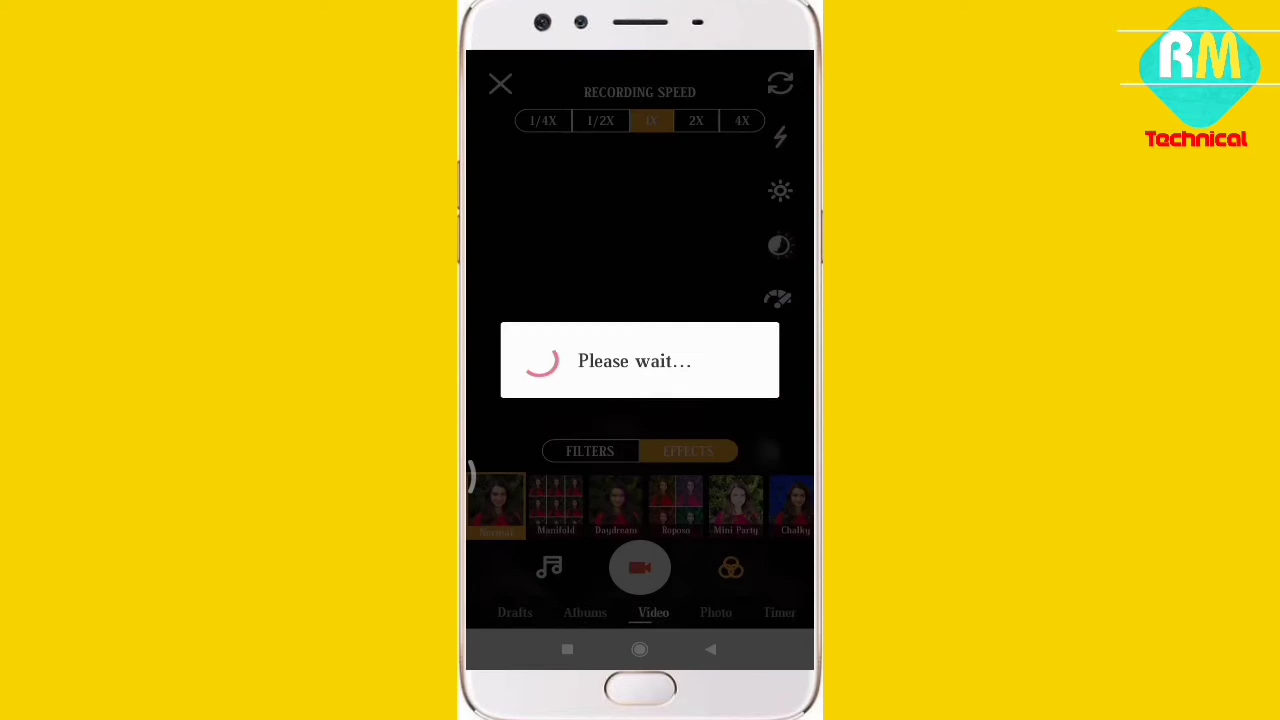 RM
Technical
RECORDING SPEED
1/4X 1/2X 1X 2X 4X
Please wait...
FILTERS EFFECTS
Normal Manifold Daydream Roposo Mini Party Chalky
Drafts Albums Video Photo Timer